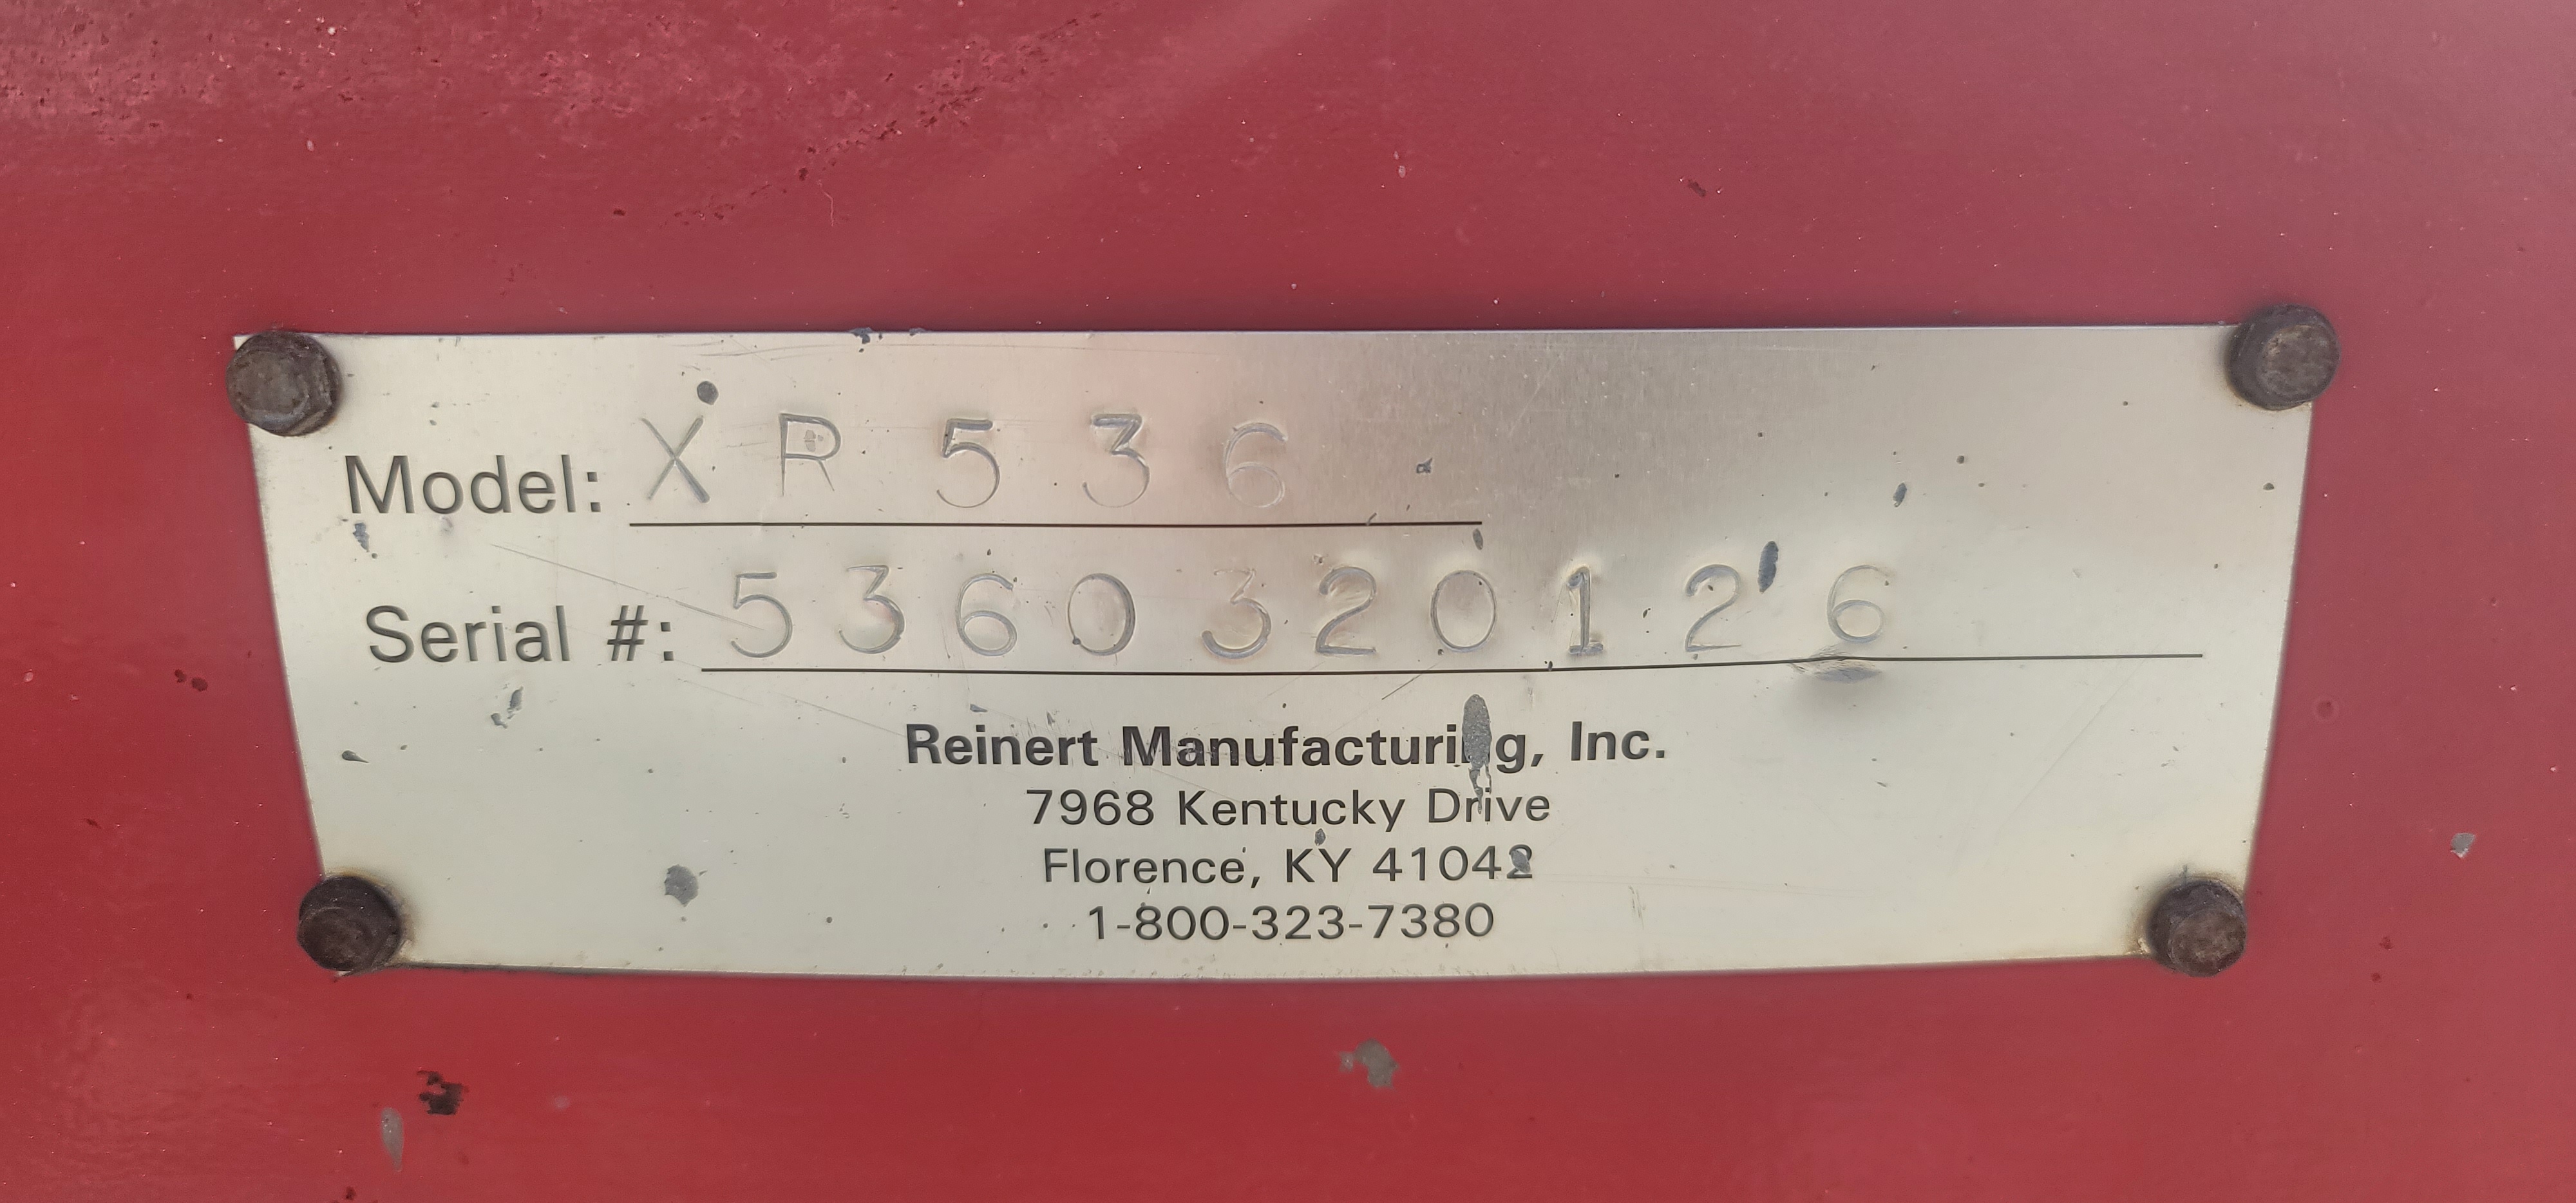 Model: XR536
Serial #: 5360320126
Reinert Manufacturing, Inc.
7968 Kentucky Drive
Florence, KY 41042
1-800-323-7380